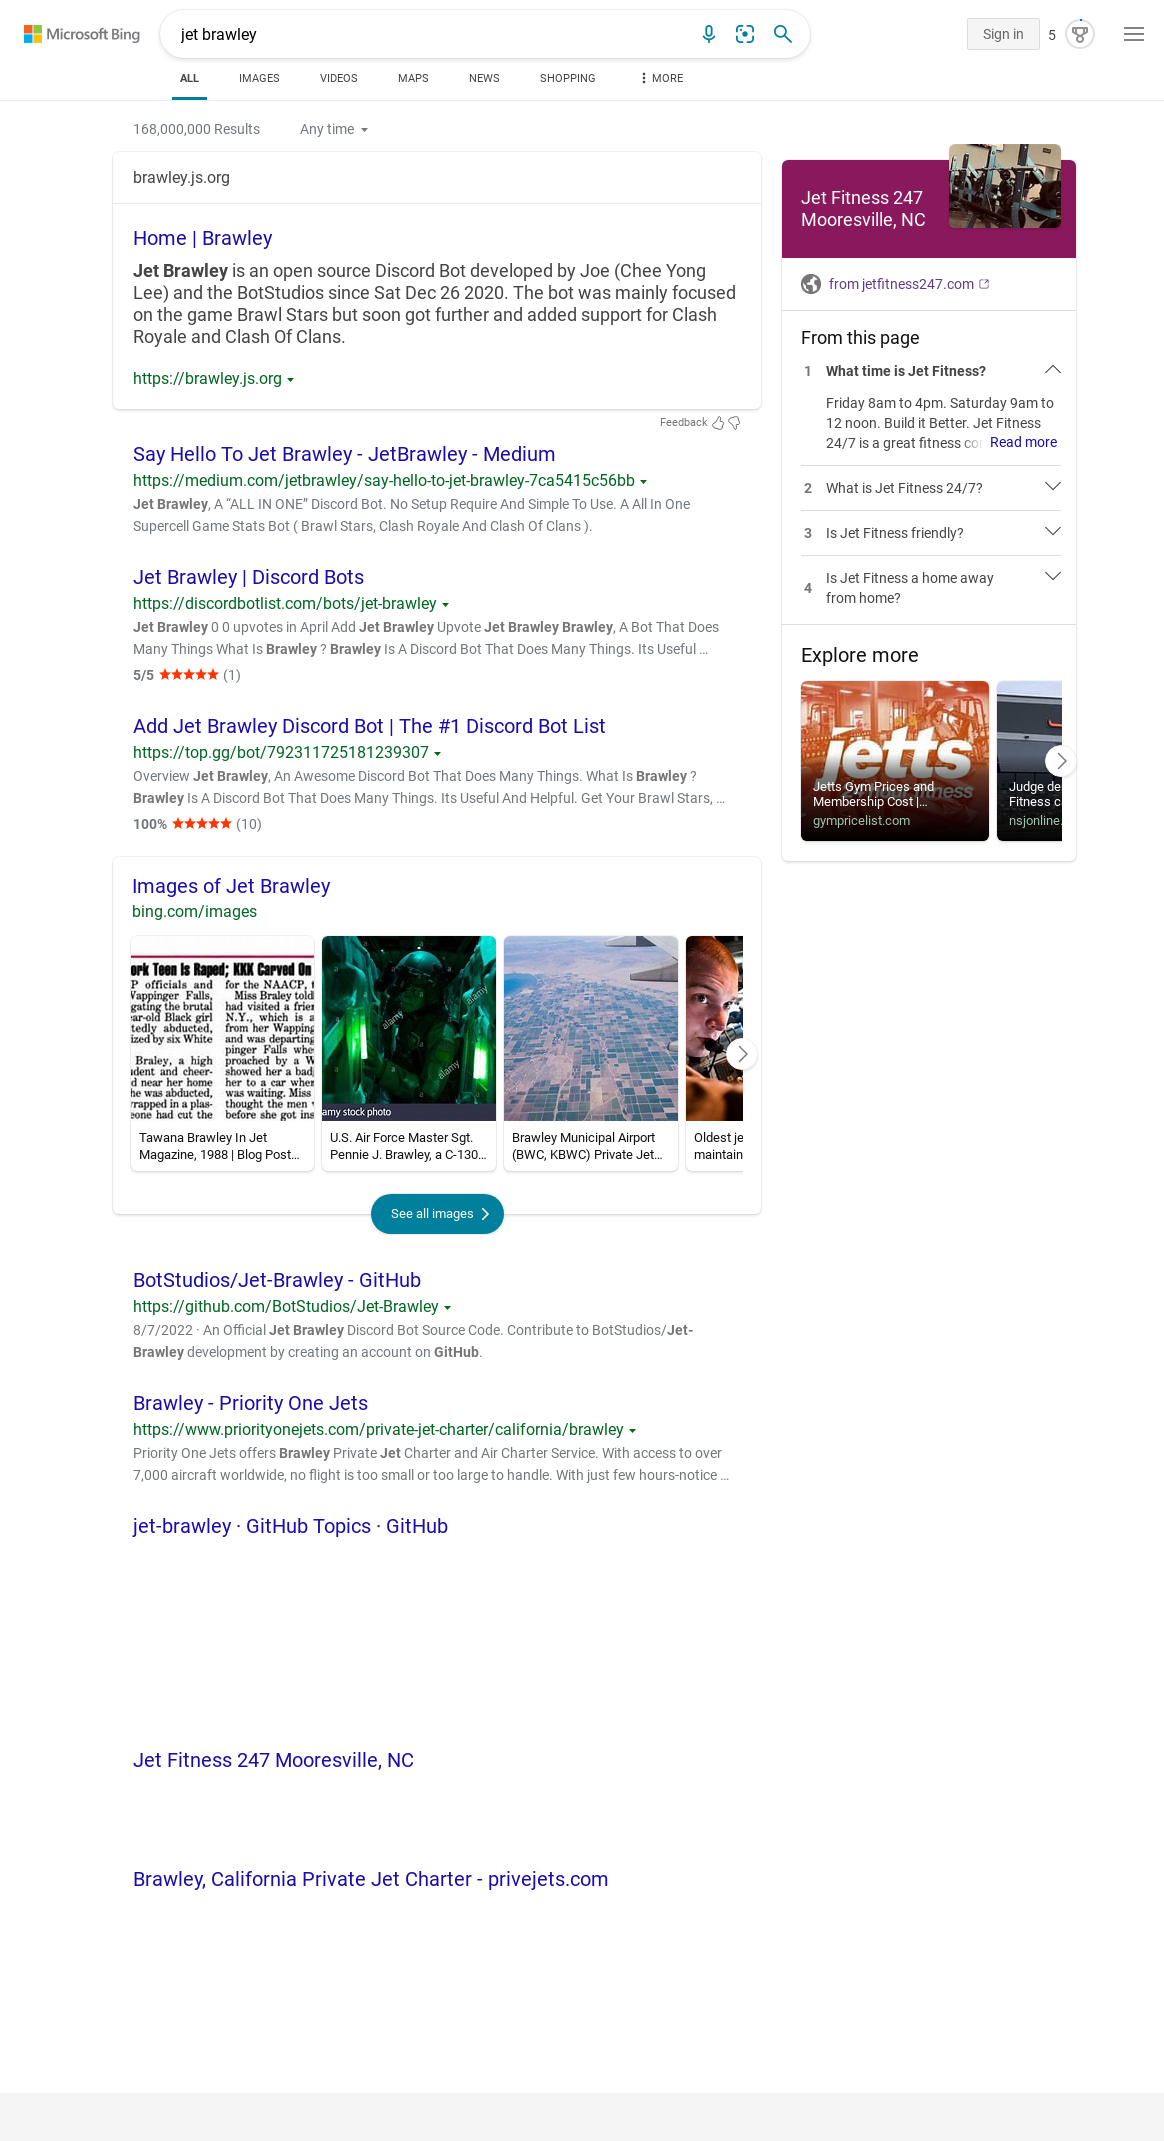 Microsoft Bing
jet brawley
Sign in
5
ALL
IMAGES
VIDEOS
MAPS
NEWS
SHOPPING
MORE
168,000,000 Results
Any time
brawley.js.org
Home | Brawley
Jet Brawley is an open source Discord Bot developed by Joe (Chee Yong
Lee) and the BotStudios since Sat Dec 26 2020. The bot was mainly focused
on the game Brawl Stars but soon got further and added support for Clash
Royale and Clash Of Clans.
https://brawley.js.org
Feedback
Say Hello To Jet Brawley - JetBrawley - Medium
https://medium.com/jetbrawley/say-hello-to-jet-brawley-7ca5415c56bb
Jet Brawley, A “ALL IN ONE” Discord Bot. No Setup Require And Simple To Use. A All In One
Supercell Game Stats Bot ( Brawl Stars, Clash Royale And Clash Of Clans ).
Jet Brawley | Discord Bots
https://discordbotlist.com/bots/jet-brawley
Jet Brawley 0 0 upvotes in April Add Jet Brawley Upvote Jet Brawley Brawley, A Bot That Does
Many Things What Is Brawley ? Brawley Is A Discord Bot That Does Many Things. Its Useful …
5/5 (1)
Add Jet Brawley Discord Bot | The #1 Discord Bot List
https://top.gg/bot/792311725181239307
Overview Jet Brawley, An Awesome Discord Bot That Does Many Things. What Is Brawley ?
Brawley Is A Discord Bot That Does Many Things. Its Useful And Helpful. Get Your Brawl Stars, …
100% (10)
Images of Jet Brawley
bing.com/images
ork Teen Is Raped; KKK Carved On
P officials and
Wappinger Falls,
gating the brutal
ear-old Black girl
tedly abducted,
ized by six White
Braley, a high
dent and cheer-
d near her home
he was abducted,
rapped in a plas-
eone had cut the
for the NAACP,
Miss Braley told
had visited a frie
N.Y., which is a
from her Wapping
and was departing
pinger Falls whe
proached by a W
showed her a bad
her to a car wher
was waiting. Miss
thought the men
before she got ins
Tawana Brawley In Jet
Magazine, 1988 | Blog Post…
a
alamy
alamy
alamy
amy stock photo
U.S. Air Force Master Sgt.
Pennie J. Brawley, a C-130…
Brawley Municipal Airport
(BWC, KBWC) Private Jet…
Oldest je
maintain
See all images
BotStudios/Jet-Brawley - GitHub
https://github.com/BotStudios/Jet-Brawley
8/7/2022 · An Official Jet Brawley Discord Bot Source Code. Contribute to BotStudios/Jet-
Brawley development by creating an account on GitHub.
Brawley - Priority One Jets
https://www.priorityonejets.com/private-jet-charter/california/brawley
Priority One Jets offers Brawley Private Jet Charter and Air Charter Service. With access to over
7,000 aircraft worldwide, no flight is too small or too large to handle. With just few hours-notice …
jet-brawley · GitHub Topics · GitHub
Jet Fitness 247 Mooresville, NC
Brawley, California Private Jet Charter - privejets.com
Jet Fitness 247
Mooresville, NC
from jetfitness247.com
From this page
1 What time is Jet Fitness?
Friday 8am to 4pm. Saturday 9am to
12 noon. Build it Better. Jet Fitness
24/7 is a great fitness co Read more
2 What is Jet Fitness 24/7?
3 Is Jet Fitness friendly?
4 Is Jet Fitness a home away
from home?
Explore more
jetts
24 hour fitness
Jetts Gym Prices and
Membership Cost |…
gympricelist.com
Judge de
Fitness c
nsjonline.